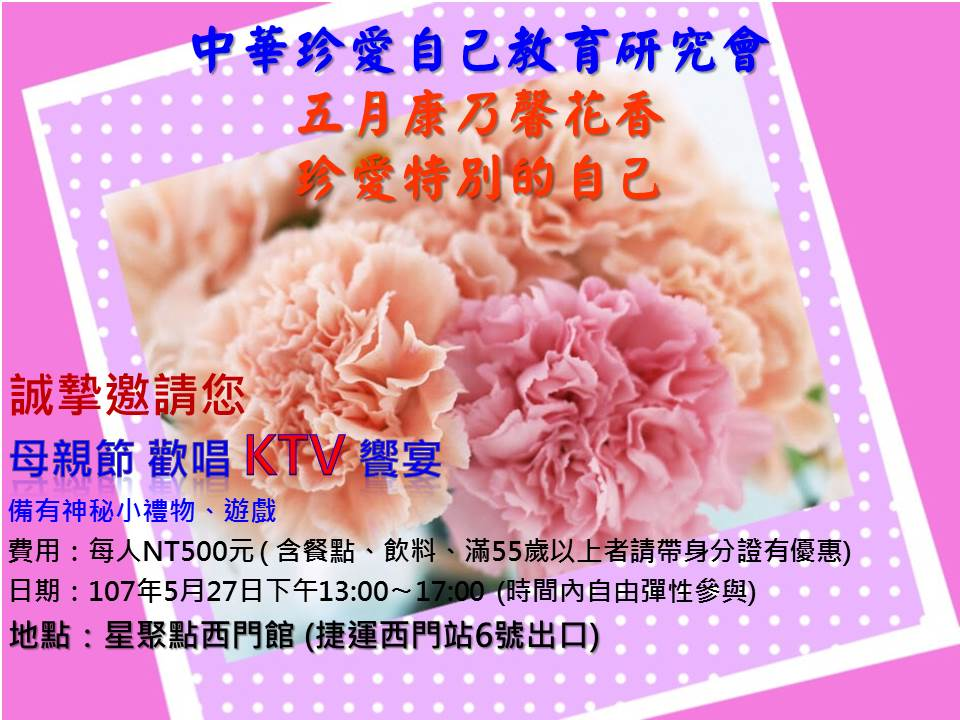 中華珍愛自己教育研究會
五月康乃馨花香
珍愛特別的自己
誠摯邀請您
母親節 歡唱 KTV 饗宴
備有神秘小禮物、遊戲
費用：每人NT500元 ( 含餐點、飲料、滿55歲以上者請帶身分證有優惠)
日期：107年5月27日下午13:00～17:00 (時間內自由彈性參與)
地點：星聚點西門館 (捷運西門站6號出口)